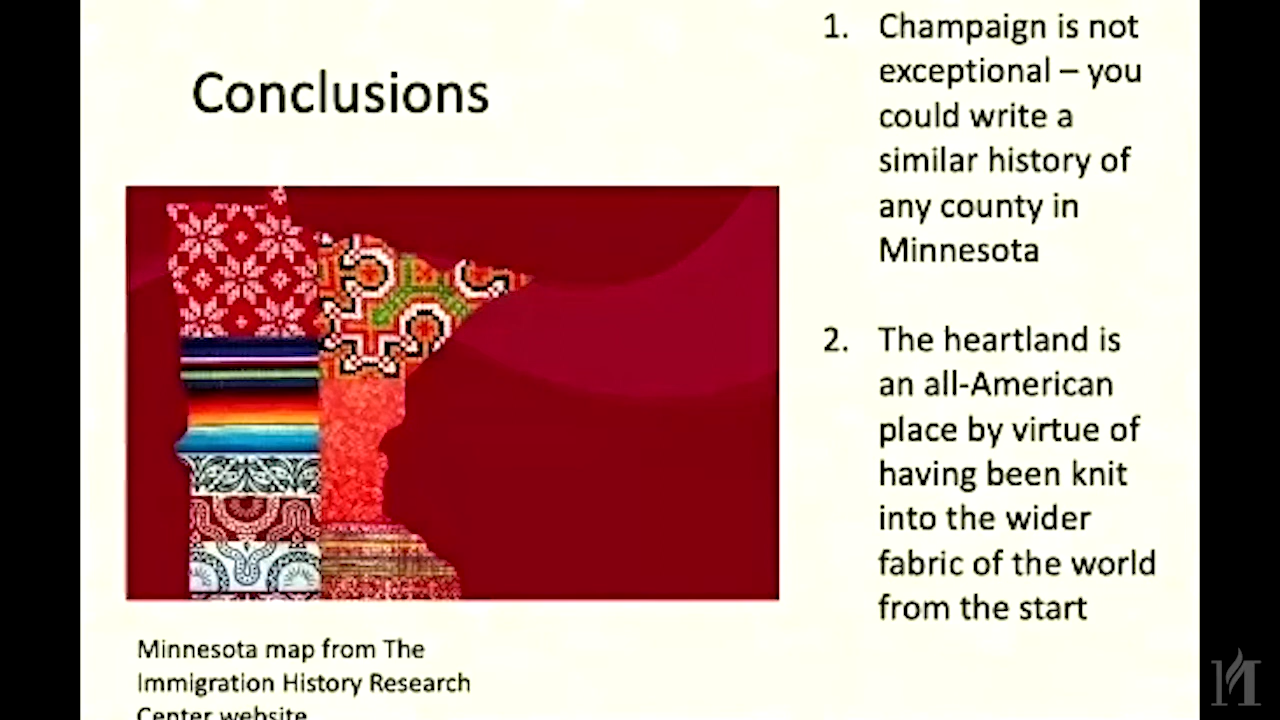 Conclusions
1. Champaign is not
exceptional – you
could write a
similar history of
any county in
Minnesota
2. The heartland is
an all-American
place by virtue of
having been knit
into the wider
fabric of the world
from the start
Minnesota map from The
Immigration History Research
Center website